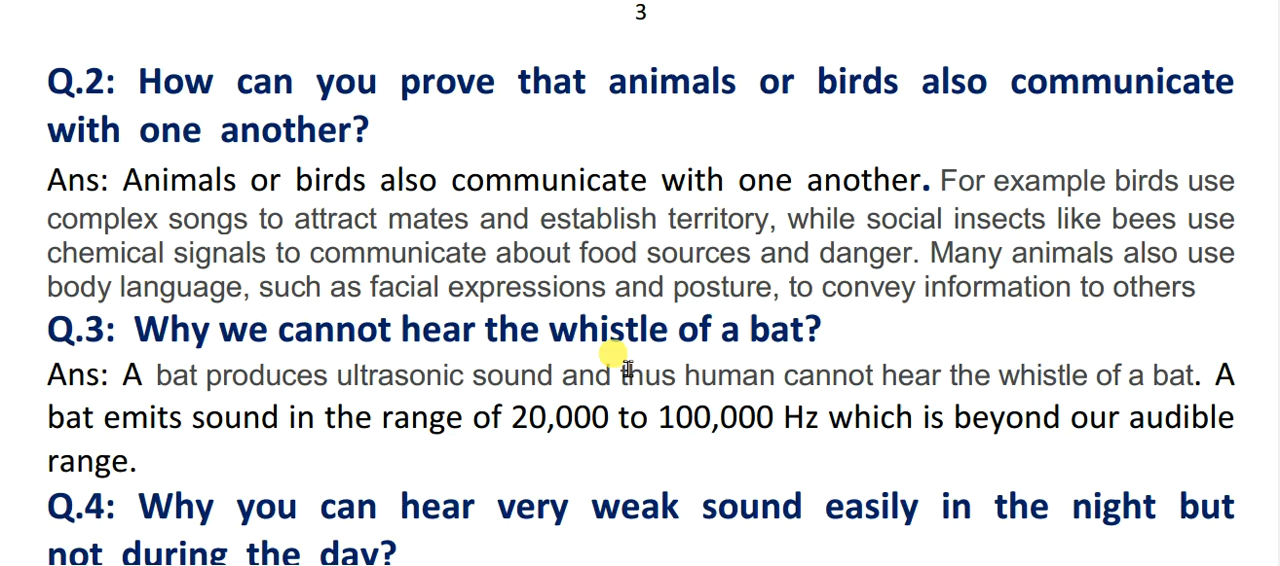 3
Q.2: How can you prove that animals or birds also communicate
with one another?
Ans: Animals or birds also communicate with one another. For example birds use
complex songs to attract mates and establish territory, while social insects like bees use
chemical signals to communicate about food sources and danger. Many animals also use
body language, such as facial expressions and posture, to convey information to others
Q.3: Why we cannot hear the whistle of a bat?
Ans: A bat produces ultrasonic sound and thus human cannot hear the whistle of a bat. A
bat emits sound in the range of 20,000 to 100,000 Hz which is beyond our audible
range.
Q.4: Why you can hear very weak sound easily in the night but
not during the day?